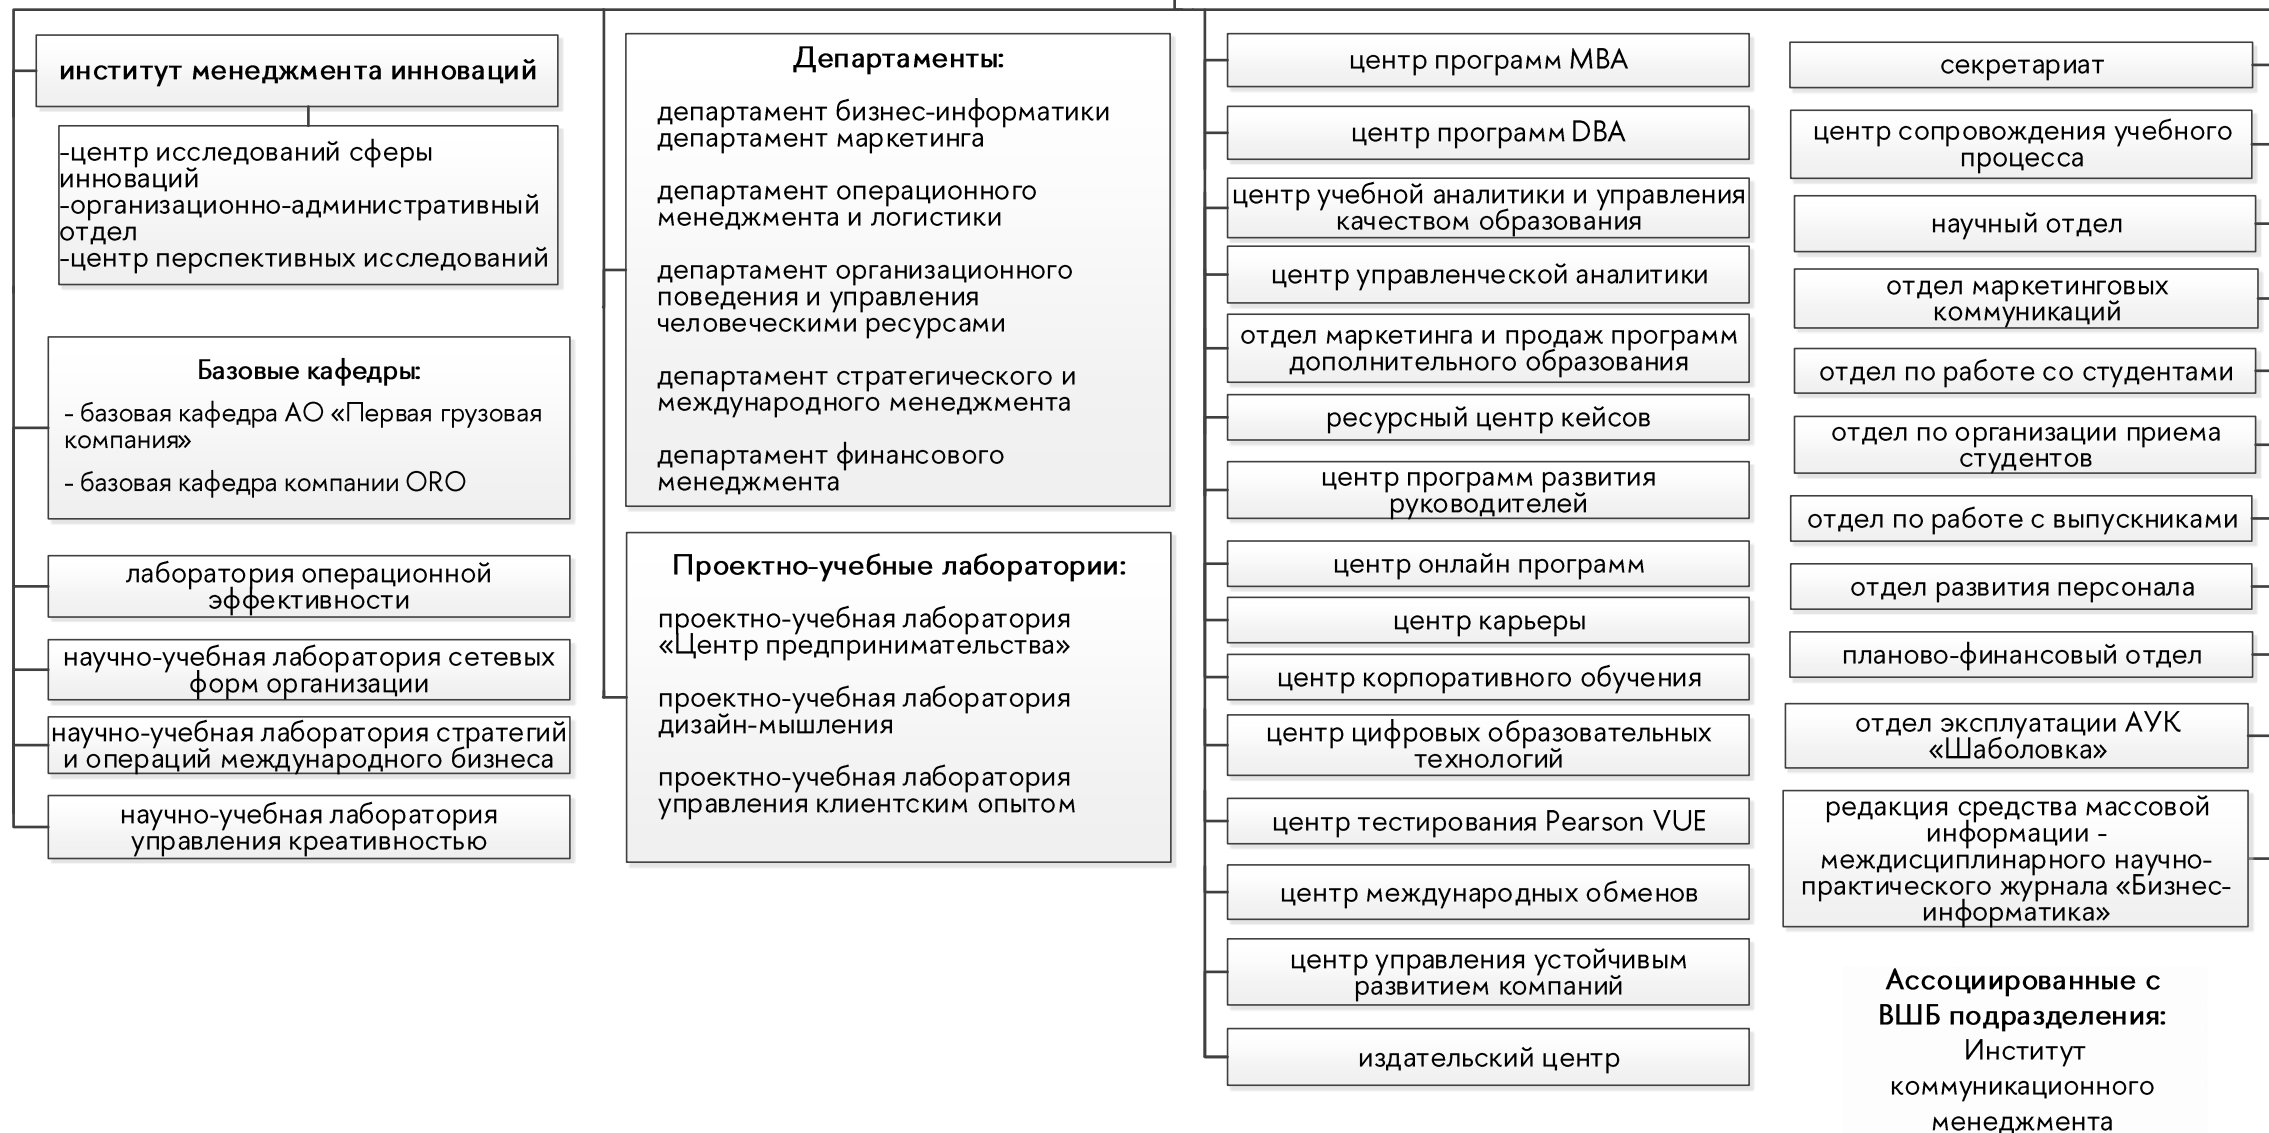 институт менеджмента инноваций
-центр исследований сферы
инноваций
-организационно-административный
отдел
-центр перспективных исследований
Базовые кафедры:
- базовая кафедра АО «Первая грузовая
компания»
- базовая кафедра компании ORO
лаборатория операционной
эффективности
научно-учебная лаборатория сетевых
форм организации
научно-учебная лаборатория стратегий
и операций международного бизнеса
научно-учебная лаборатория
управления креативностью
Департаменты:
департамент бизнес-информатики
департамент маркетинга
департамент операционного
менеджмента и логистики
департамент организационного
поведения и управления
человеческими ресурсами
департамент стратегического и
международного менеджмента
департамент финансового
менеджмента
Проектно-учебные лаборатории:
проектно-учебная лаборатория
«Центр предпринимательства»
проектно-учебная лаборатория
дизайн-мышления
проектно-учебная лаборатория
управления клиентским опытом
центр программ MBA
центр программ DBA
центр учебной аналитики и управления
качеством образования
центр управленческой аналитики
отдел маркетинга и продаж программ
дополнительного образования
ресурсный центр кейсов
центр программ развития
руководителей
центр онлайн программ
центр карьеры
центр корпоративного обучения
центр цифровых образовательных
технологий
центр тестирования Pearson VUE
центр международных обменов
центр управления устойчивым
развитием компаний
издательский центр
секретариат
центр сопровождения учебного
процесса
научный отдел
отдел маркетинговых
коммуникаций
отдел по работе со студентами
отдел по организации приема
студентов
отдел по работе с выпускниками
отдел развития персонала
планово-финансовый отдел
отдел эксплуатации АУК
«Шаболовка»
редакция средства массовой
информации -
междисциплинарного научно-
практического журнала «Бизнес-
информатика»
Ассоциированные с
ВШБ подразделения:
Институт
коммуникационного
менеджмента